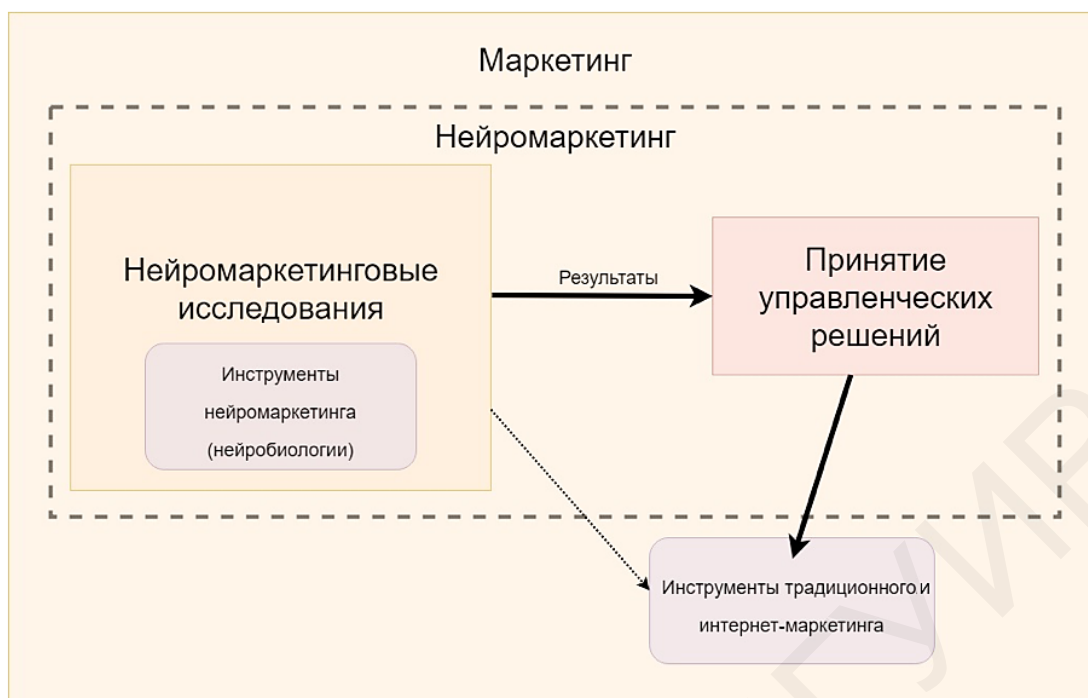 Маркетинг
Нейромаркетинг
Нейромаркетинговые
исследования
Инструменты
нейромаркетинга
(нейробиологии)
Результаты
Принятие
управленческих
решений
Инструменты традиционного и
интернет-маркетинга